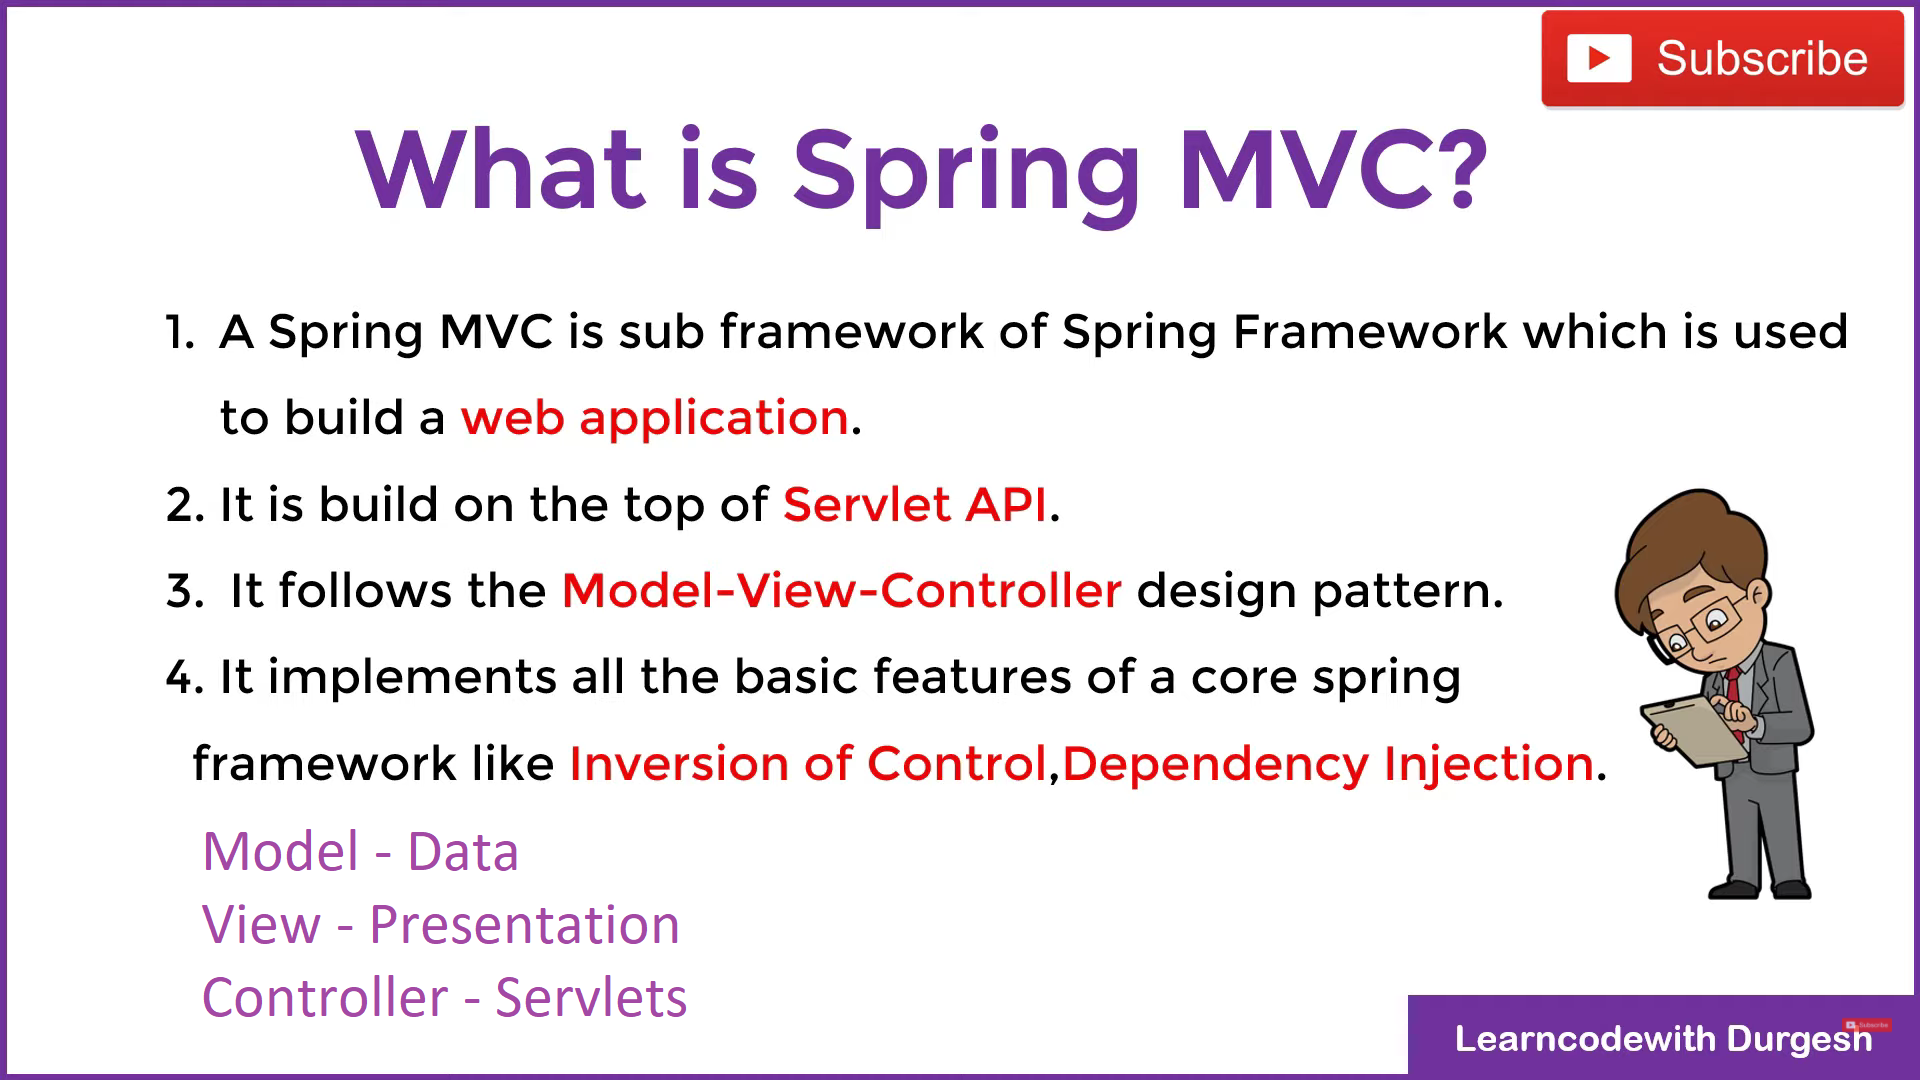 Subscribe
What is Spring MVC?
1. A Spring MVC is sub framework of Spring Framework which is used
to build a web application.
2. It is build on the top of Servlet API.
3. It follows the Model-View-Controller design pattern.
4. It implements all the basic features of a core spring
framework like Inversion of Control,Dependency Injection.
Model - Data
View - Presentation
Controller - Servlets
Subscribe
Learncodewith Durgesh